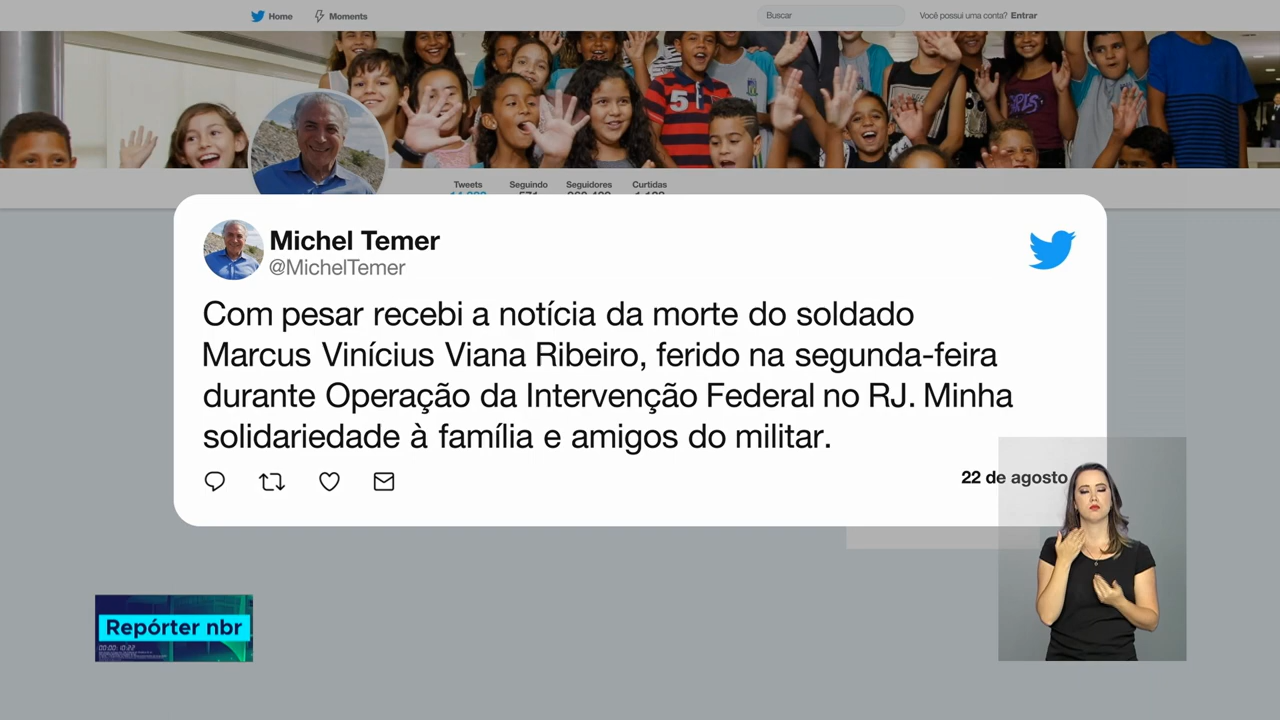 Home Moments Buscar Você possui uma conta? Entrar
5
Tweets Seguindo Seguidores Curtidas
Michel Temer
@MichelTemer
Com pesar recebi a notícia da morte do soldado
Marcus Vinícius Viana Ribeiro, ferido na segunda-feira
durante Operação da Intervenção Federal no RJ. Minha
solidariedade à família e amigos do militar.
22 de agosto
Repórter nbr